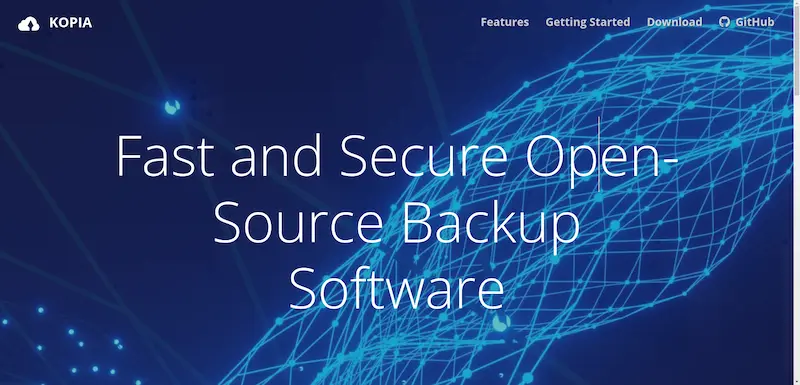 KOPIA
Features Getting Started Download GitHub
Fast and Secure Open-
Source Backup
Software